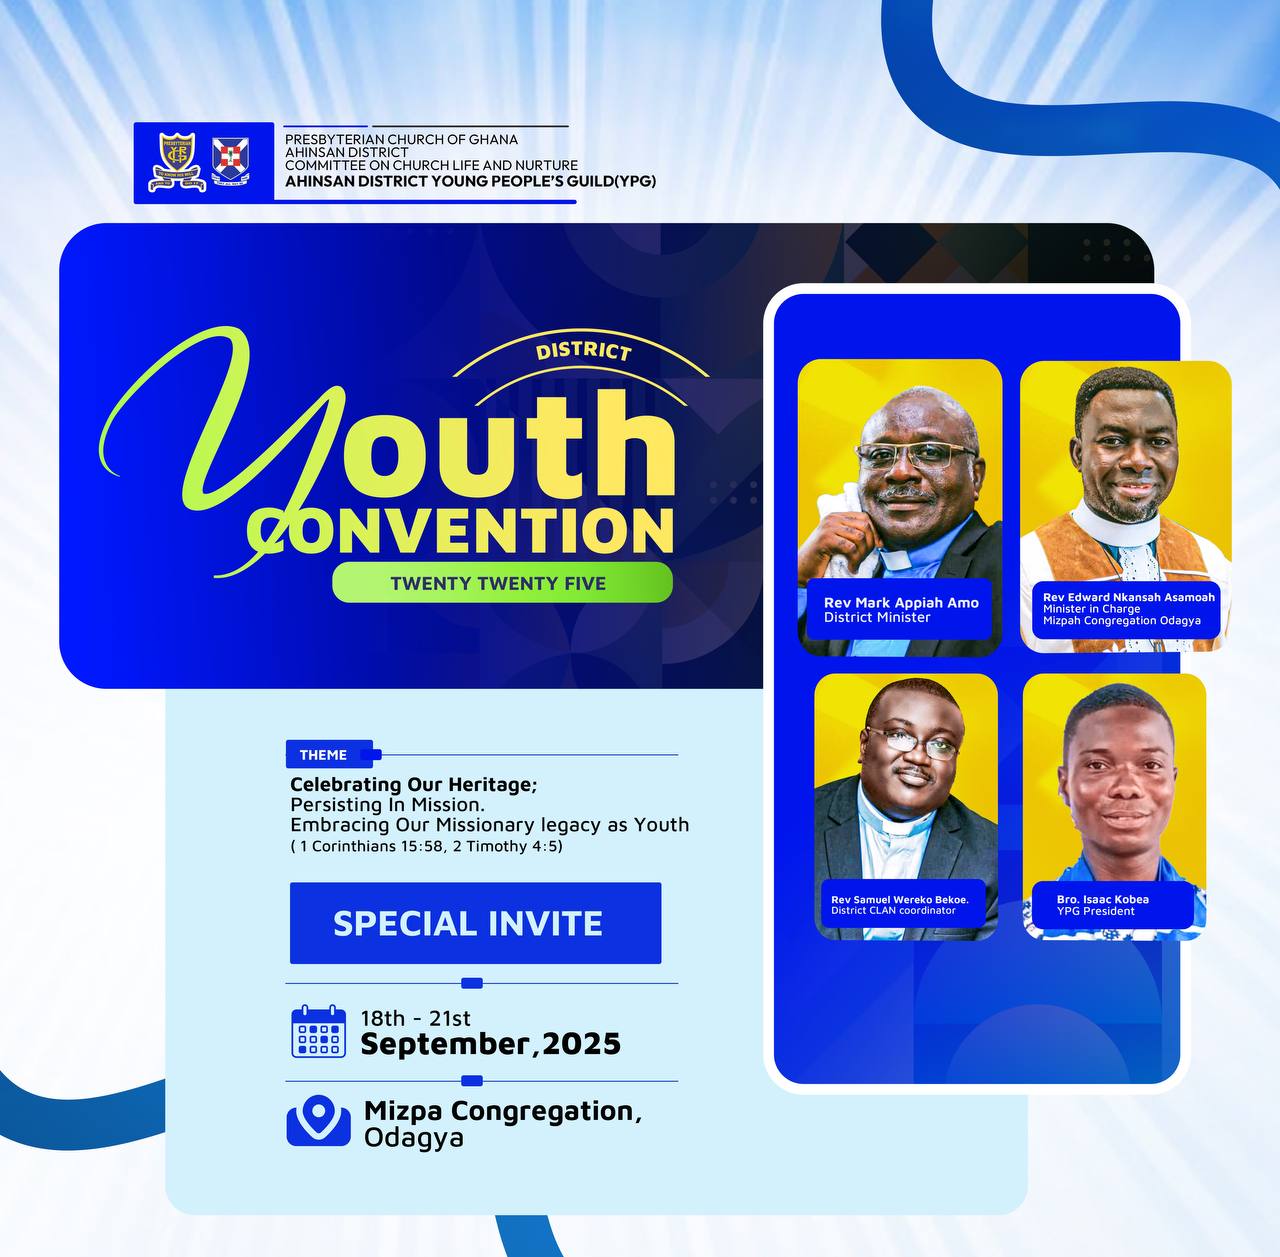 PRESBYTERIAN CHURCH OF GHANA
AHINSAN DISTRICT
COMMITTEE ON CHURCH LIFE AND NURTURE
AHINSAN DISTRICT YOUNG PEOPLE'S GUILD(YPG)
DISTRICT
Youth
CONVENTION
TWENTY TWENTY FIVE
THEME
Celebrating Our Heritage;
Persisting In Mission.
Embracing Our Missionary legacy as Youth
( 1 Corinthians 15:58, 2 Timothy 4:5)
SPECIAL INVITE
18th - 21st
September,2025
Mizpa Congregation,
Odagya
Rev Mark Appiah Amo
District Minister
Rev Edward Nkansah Asamoah
Minister in Charge
Mizpah Congregation Odagya
Rev Samuel Wereko Bekoe.
District CLAN coordinator
Bro. Isaac Kobea
YPG President